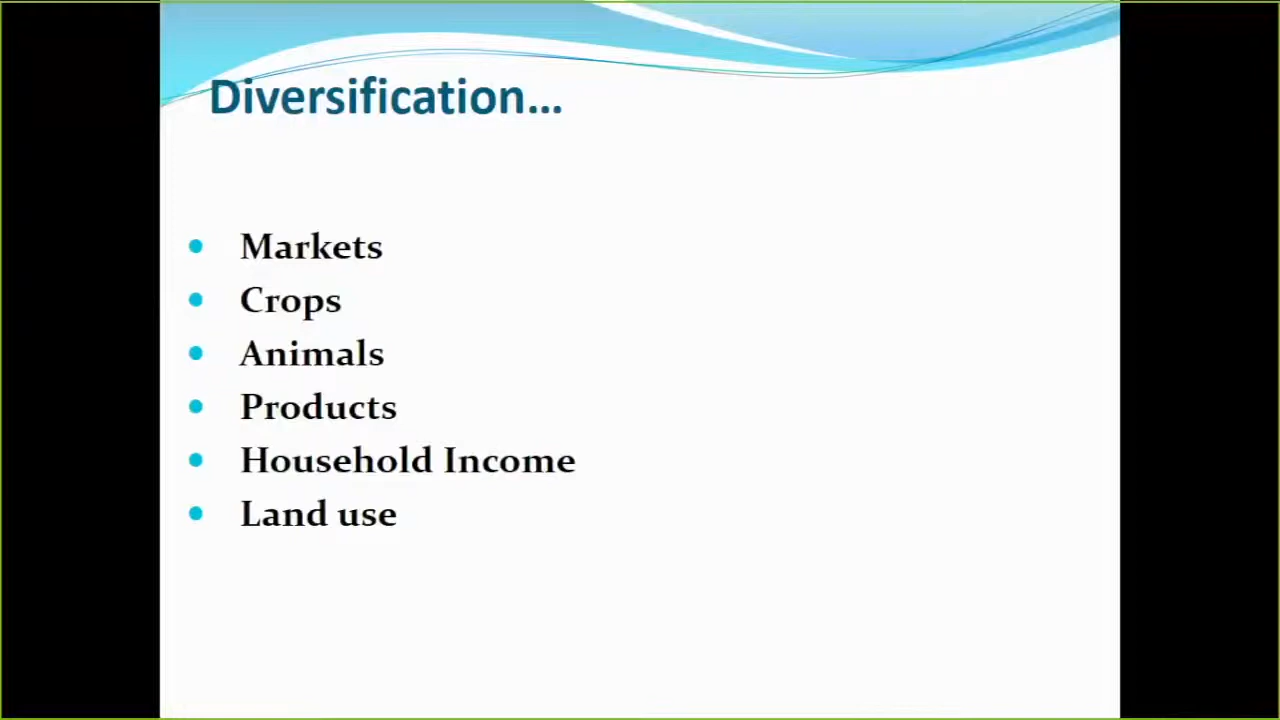 Diversification...
Markets
Crops
Animals
Products
Household Income
Land use